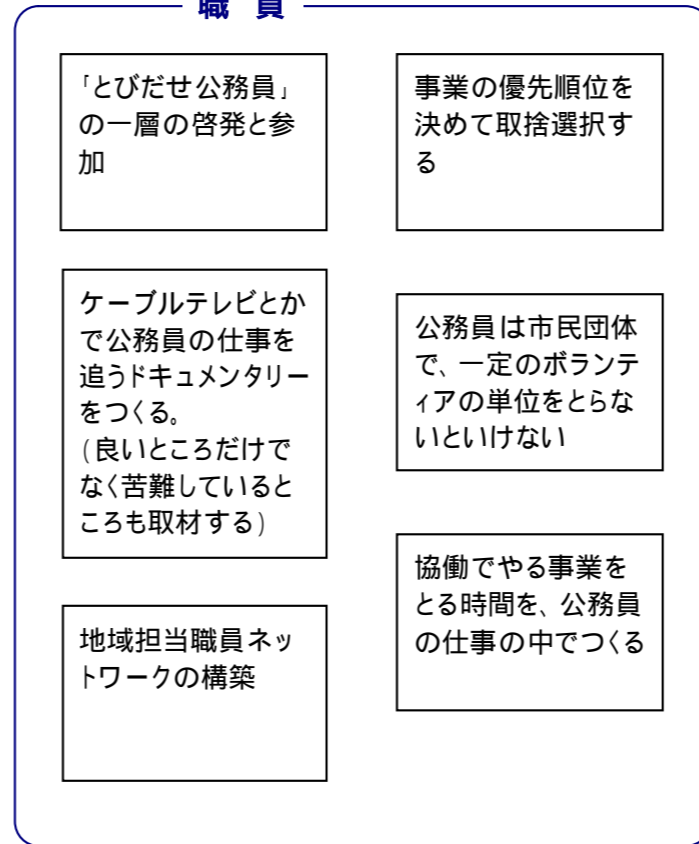 職 員
「とびだせ公務員」
の一層の啓発と参
加
事業の優先順位を
決めて取捨選択す
る
ケーブルテレビとか
で公務員の仕事を
追うドキュメンタリー
をつくる。
(良いところだけで
なく苦難していると
ころも取材する)
公務員は市民団体
で、一定のボランテ
ィアの単位をとらな
いといけない
地域担当職員ネッ
トワークの構築
協働でやる事業を
とる時間を、公務員
の仕事の中でつくる